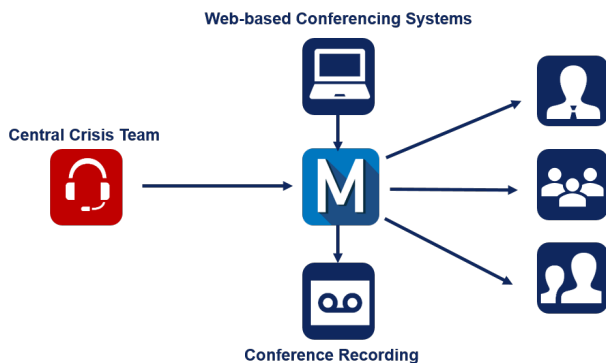 Web-based Conferencing Systems
Central Crisis Team
M
Conference Recording